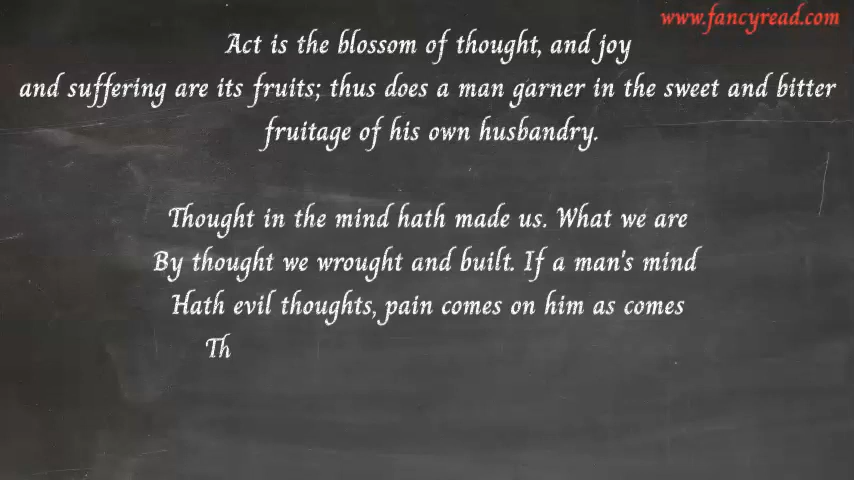 www.fancyread.com
Act is the blossom of thought, and joy
and suffering are its fruits; thus does a man garner in the sweet and bitter
fruitage of his own husbandry.
Thought in the mind hath made us. What we are
By thought we wrought and built. If a man's mind
Hath evil thoughts, pain comes on him as comes
Th